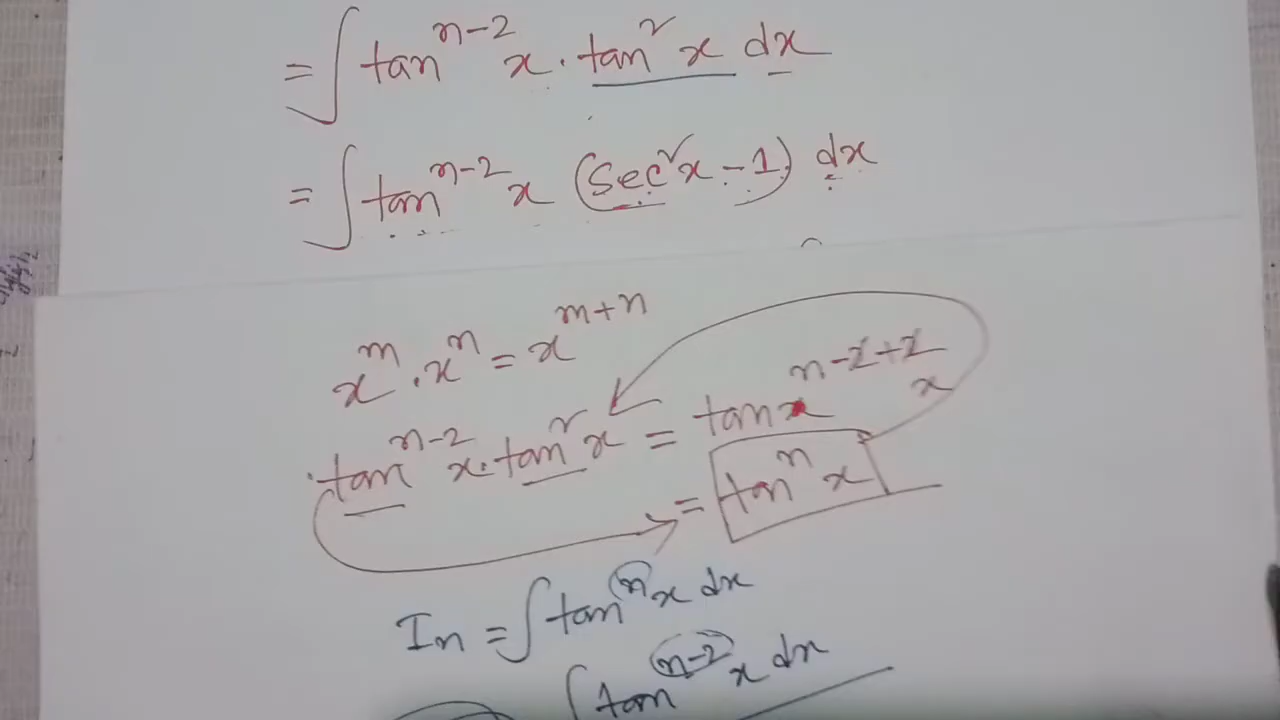 = ∫ tan^{n-2} x · tan² x dx
= ∫ tan^{n-2} x (sec² x - 1) dx
x^m · x^n = x^{m+n}
tan^{n-2} x · tan² x = tan x^{n-2+2} x
= tan^n x
In = ∫ tan^n x dx
∫ tan^{n-2} x dx